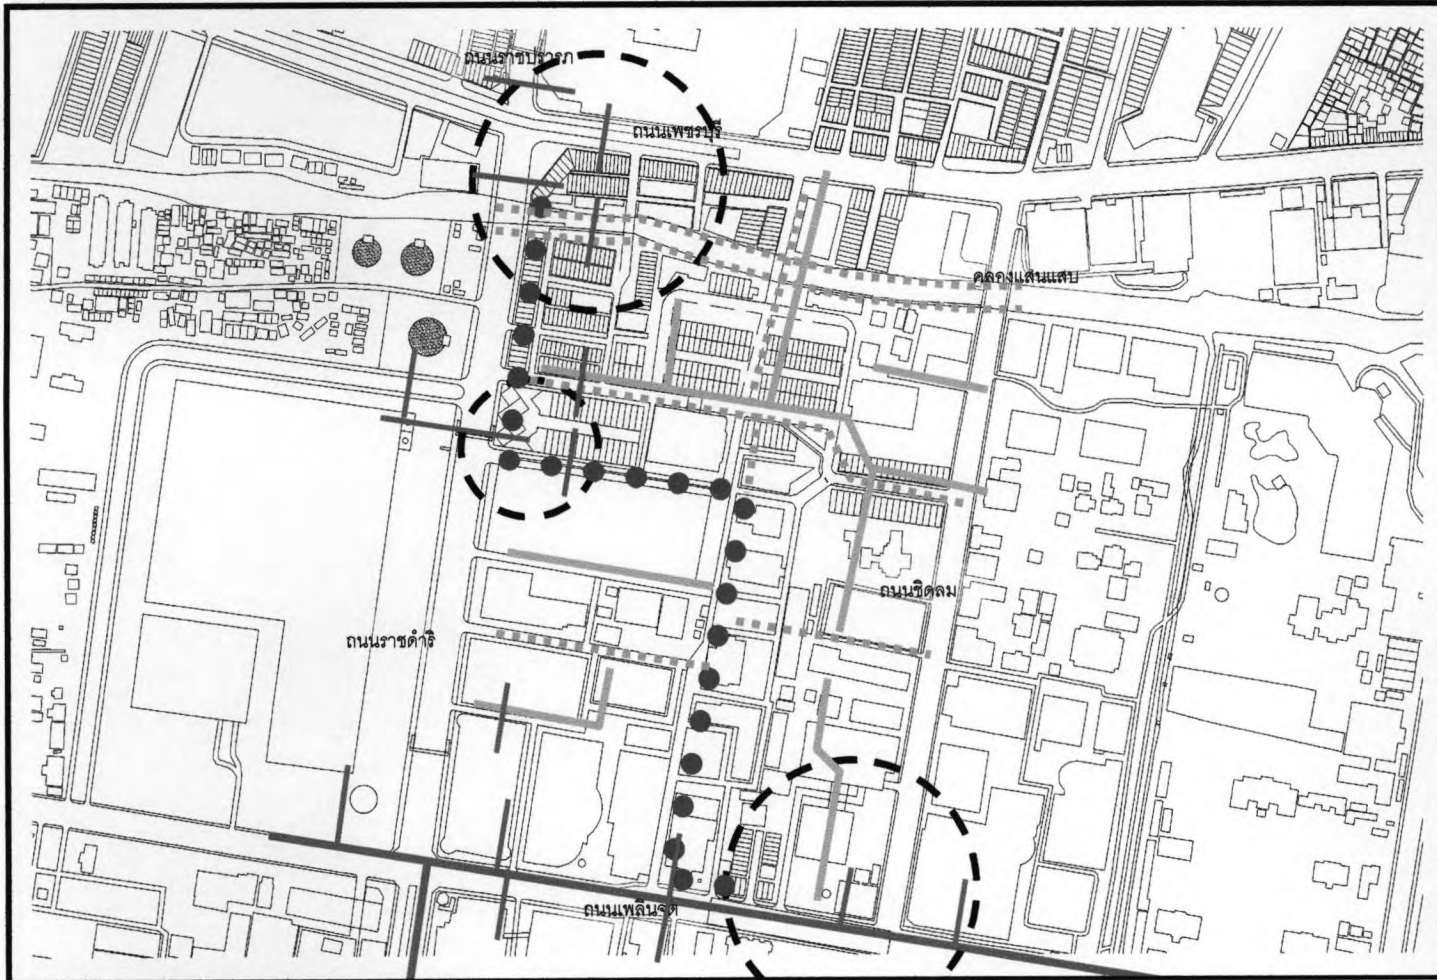 ถนนราชปรารภ
ถนนเพชรบุรี
คลองแสนแสบ
ถนนชิดลม
ถนนราชดำริ
ถนนเพลินจิต